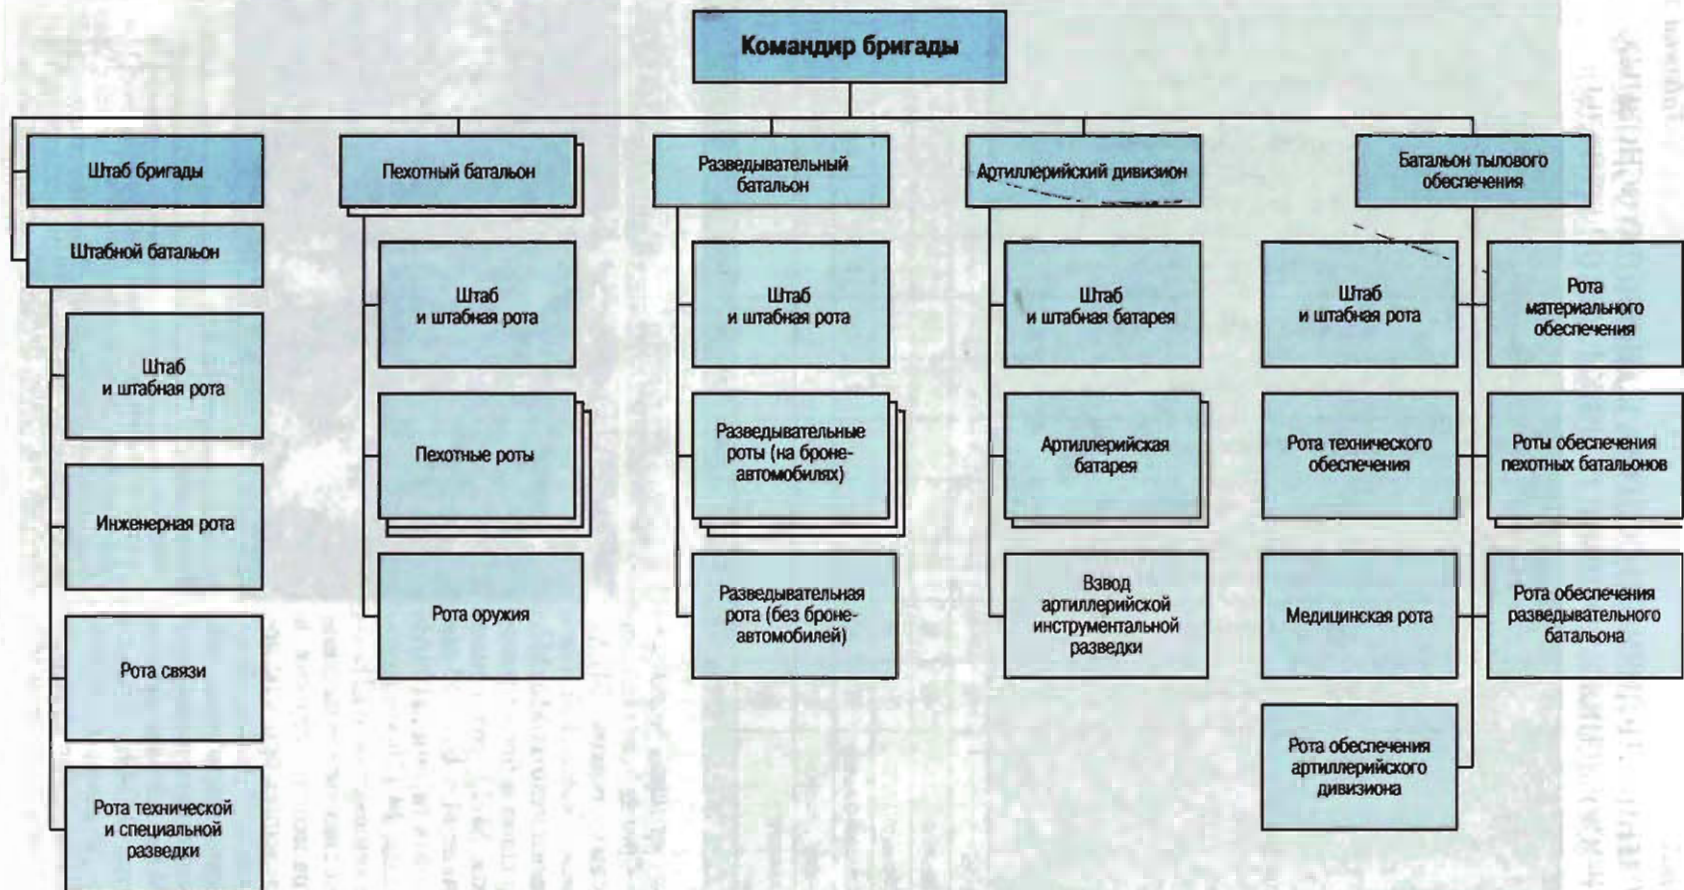 Командир бригады
Штаб бригады
Штабной батальон
Штаб
и штабная рота
Инженерная рота
Рота связи
Рота технической
и специальной
разведки
Пехотный батальон
Штаб
и штабная рота
Пехотные роты
Рота оружия
Разведывательный
батальон
Штаб
и штабная рота
Разведывательные
роты (на броне-
автомобилях)
Разведывательная
рота (без броне-
автомобилей)
Артиллерийский дивизион
Штаб
и штабная батарея
Артиллерийская
батарея
Взвод
артиллерийской
инструментальной
разведки
Батальон тылового
обеспечения
Штаб
и штабная рота
Рота технического
обеспечения
Медицинская рота
Рота обеспечения
артиллерийского
дивизиона
Рота
материального
обеспечения
Роты обеспечения
пехотных батальонов
Рота обеспечения
разведывательного
батальона